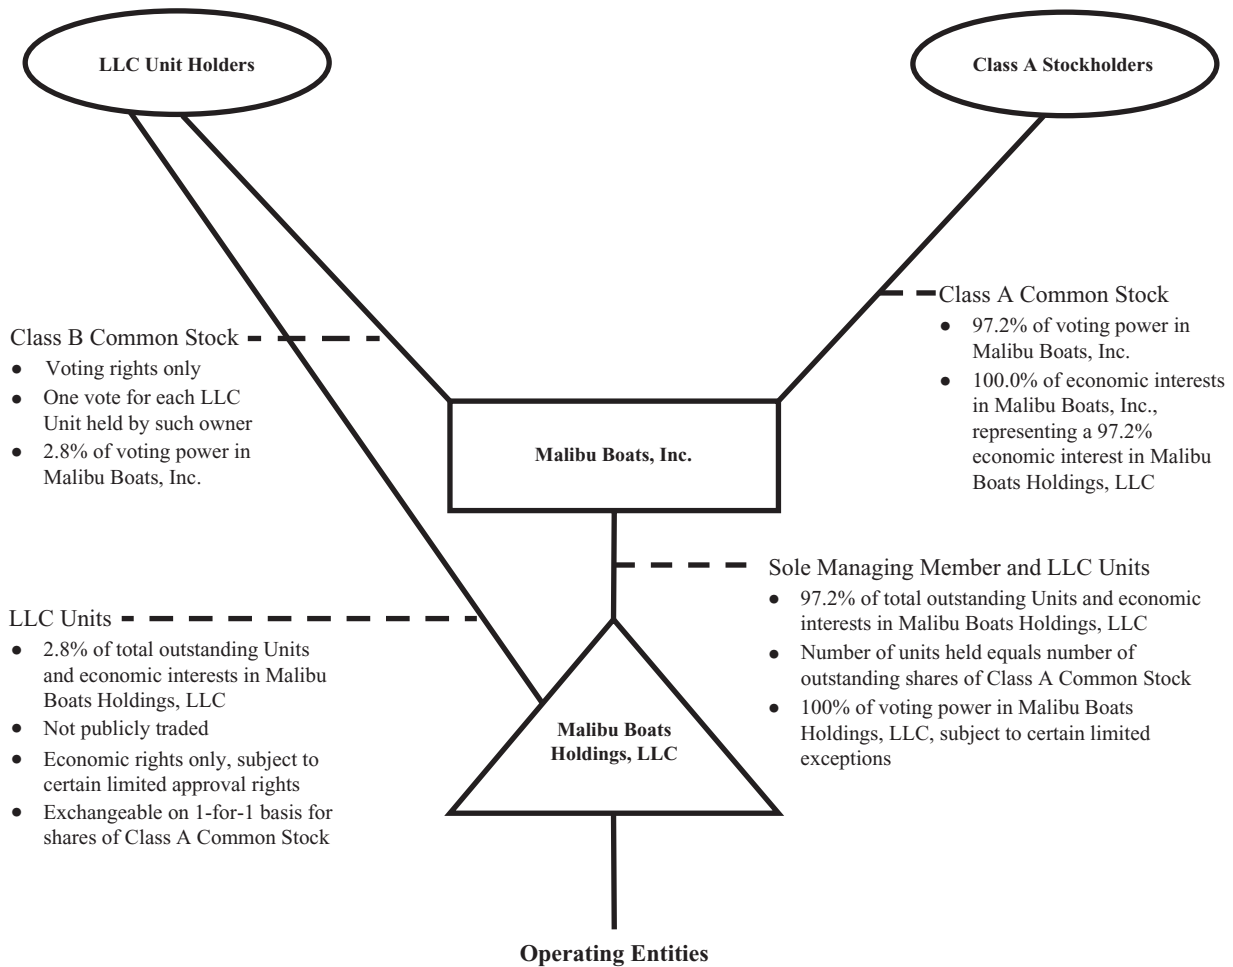 LLC Unit Holders
Class A Stockholders
Class A Common Stock
● 97.2% of voting power in
Malibu Boats, Inc.
● 100.0% of economic interests
in Malibu Boats, Inc.,
representing a 97.2%
economic interest in Malibu
Boats Holdings, LLC
Class B Common Stock
● Voting rights only
● One vote for each LLC
Unit held by such owner
● 2.8% of voting power in
Malibu Boats, Inc.
Malibu Boats, Inc.
Sole Managing Member and LLC Units
● 97.2% of total outstanding Units and economic
interests in Malibu Boats Holdings, LLC
● Number of units held equals number of
outstanding shares of Class A Common Stock
● 100% of voting power in Malibu Boats
Holdings, LLC, subject to certain limited
exceptions
LLC Units
● 2.8% of total outstanding Units
and economic interests in Malibu
Boats Holdings, LLC
● Not publicly traded
● Economic rights only, subject to
certain limited approval rights
● Exchangeable on 1-for-1 basis for
shares of Class A Common Stock
Malibu Boats
Holdings, LLC
Operating Entities